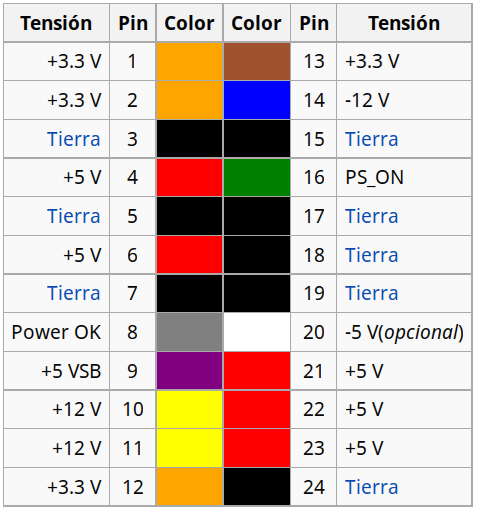 Tensión Pin Color Color Pin Tensión
+3.3 V 1 13 +3.3 V
+3.3 V 2 14 -12 V
Tierra 3 15 Tierra
+5 V 4 16 PS_ON
Tierra 5 17 Tierra
+5 V 6 18 Tierra
Tierra 7 19 Tierra
Power OK 8 20 -5 V(opcional)
+5 VSB 9 21 +5 V
+12 V 10 22 +5 V
+12 V 11 23 +5 V
+3.3 V 12 24 Tierra